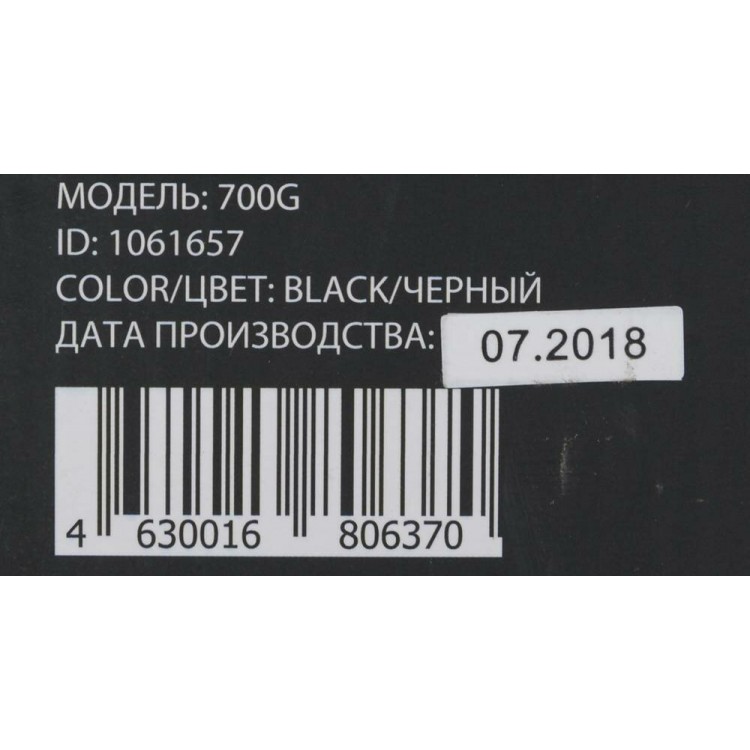 МОДЕЛЬ: 700G
ID: 1061657
COLOR/ЦВЕТ: BLACK/ЧЕРНЫЙ
ДАТА ПРОИЗВОДСТВА: 07.2018
4 630016 806370